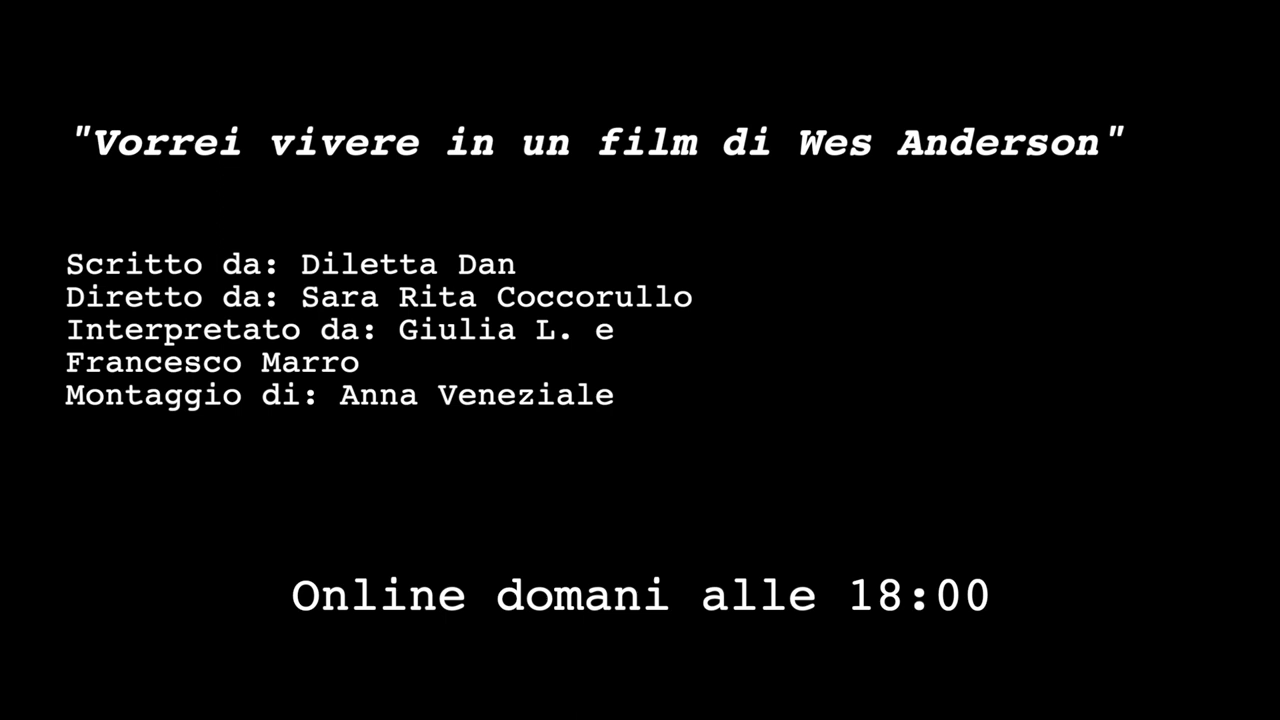 "Vorrei vivere in un film di Wes Anderson"
Scritto da: Diletta Dan
Diretto da: Sara Rita Coccorullo
Interpretato da: Giulia L. e
Francesco Marro
Montaggio di: Anna Veneziale
Online domani alle 18:00